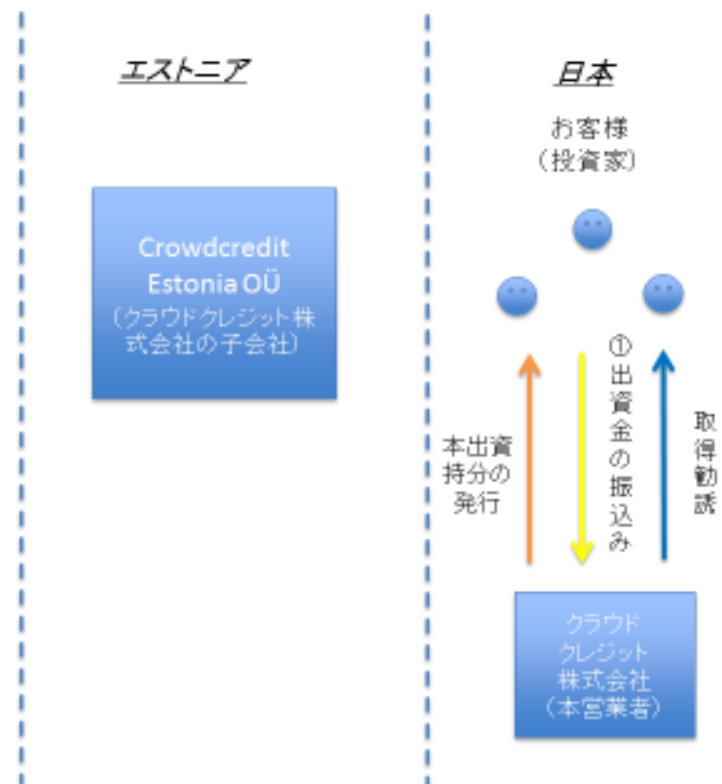 エストニア
Crowdcredit
Estonia OÜ
(クラウドクレジット株
式会社の子会社)
日本
お客様
(投資家)
本出資
持分の
発行
①出資金の振込み
取得勧誘
クラウド
クレジット
株式会社
(本営業者)